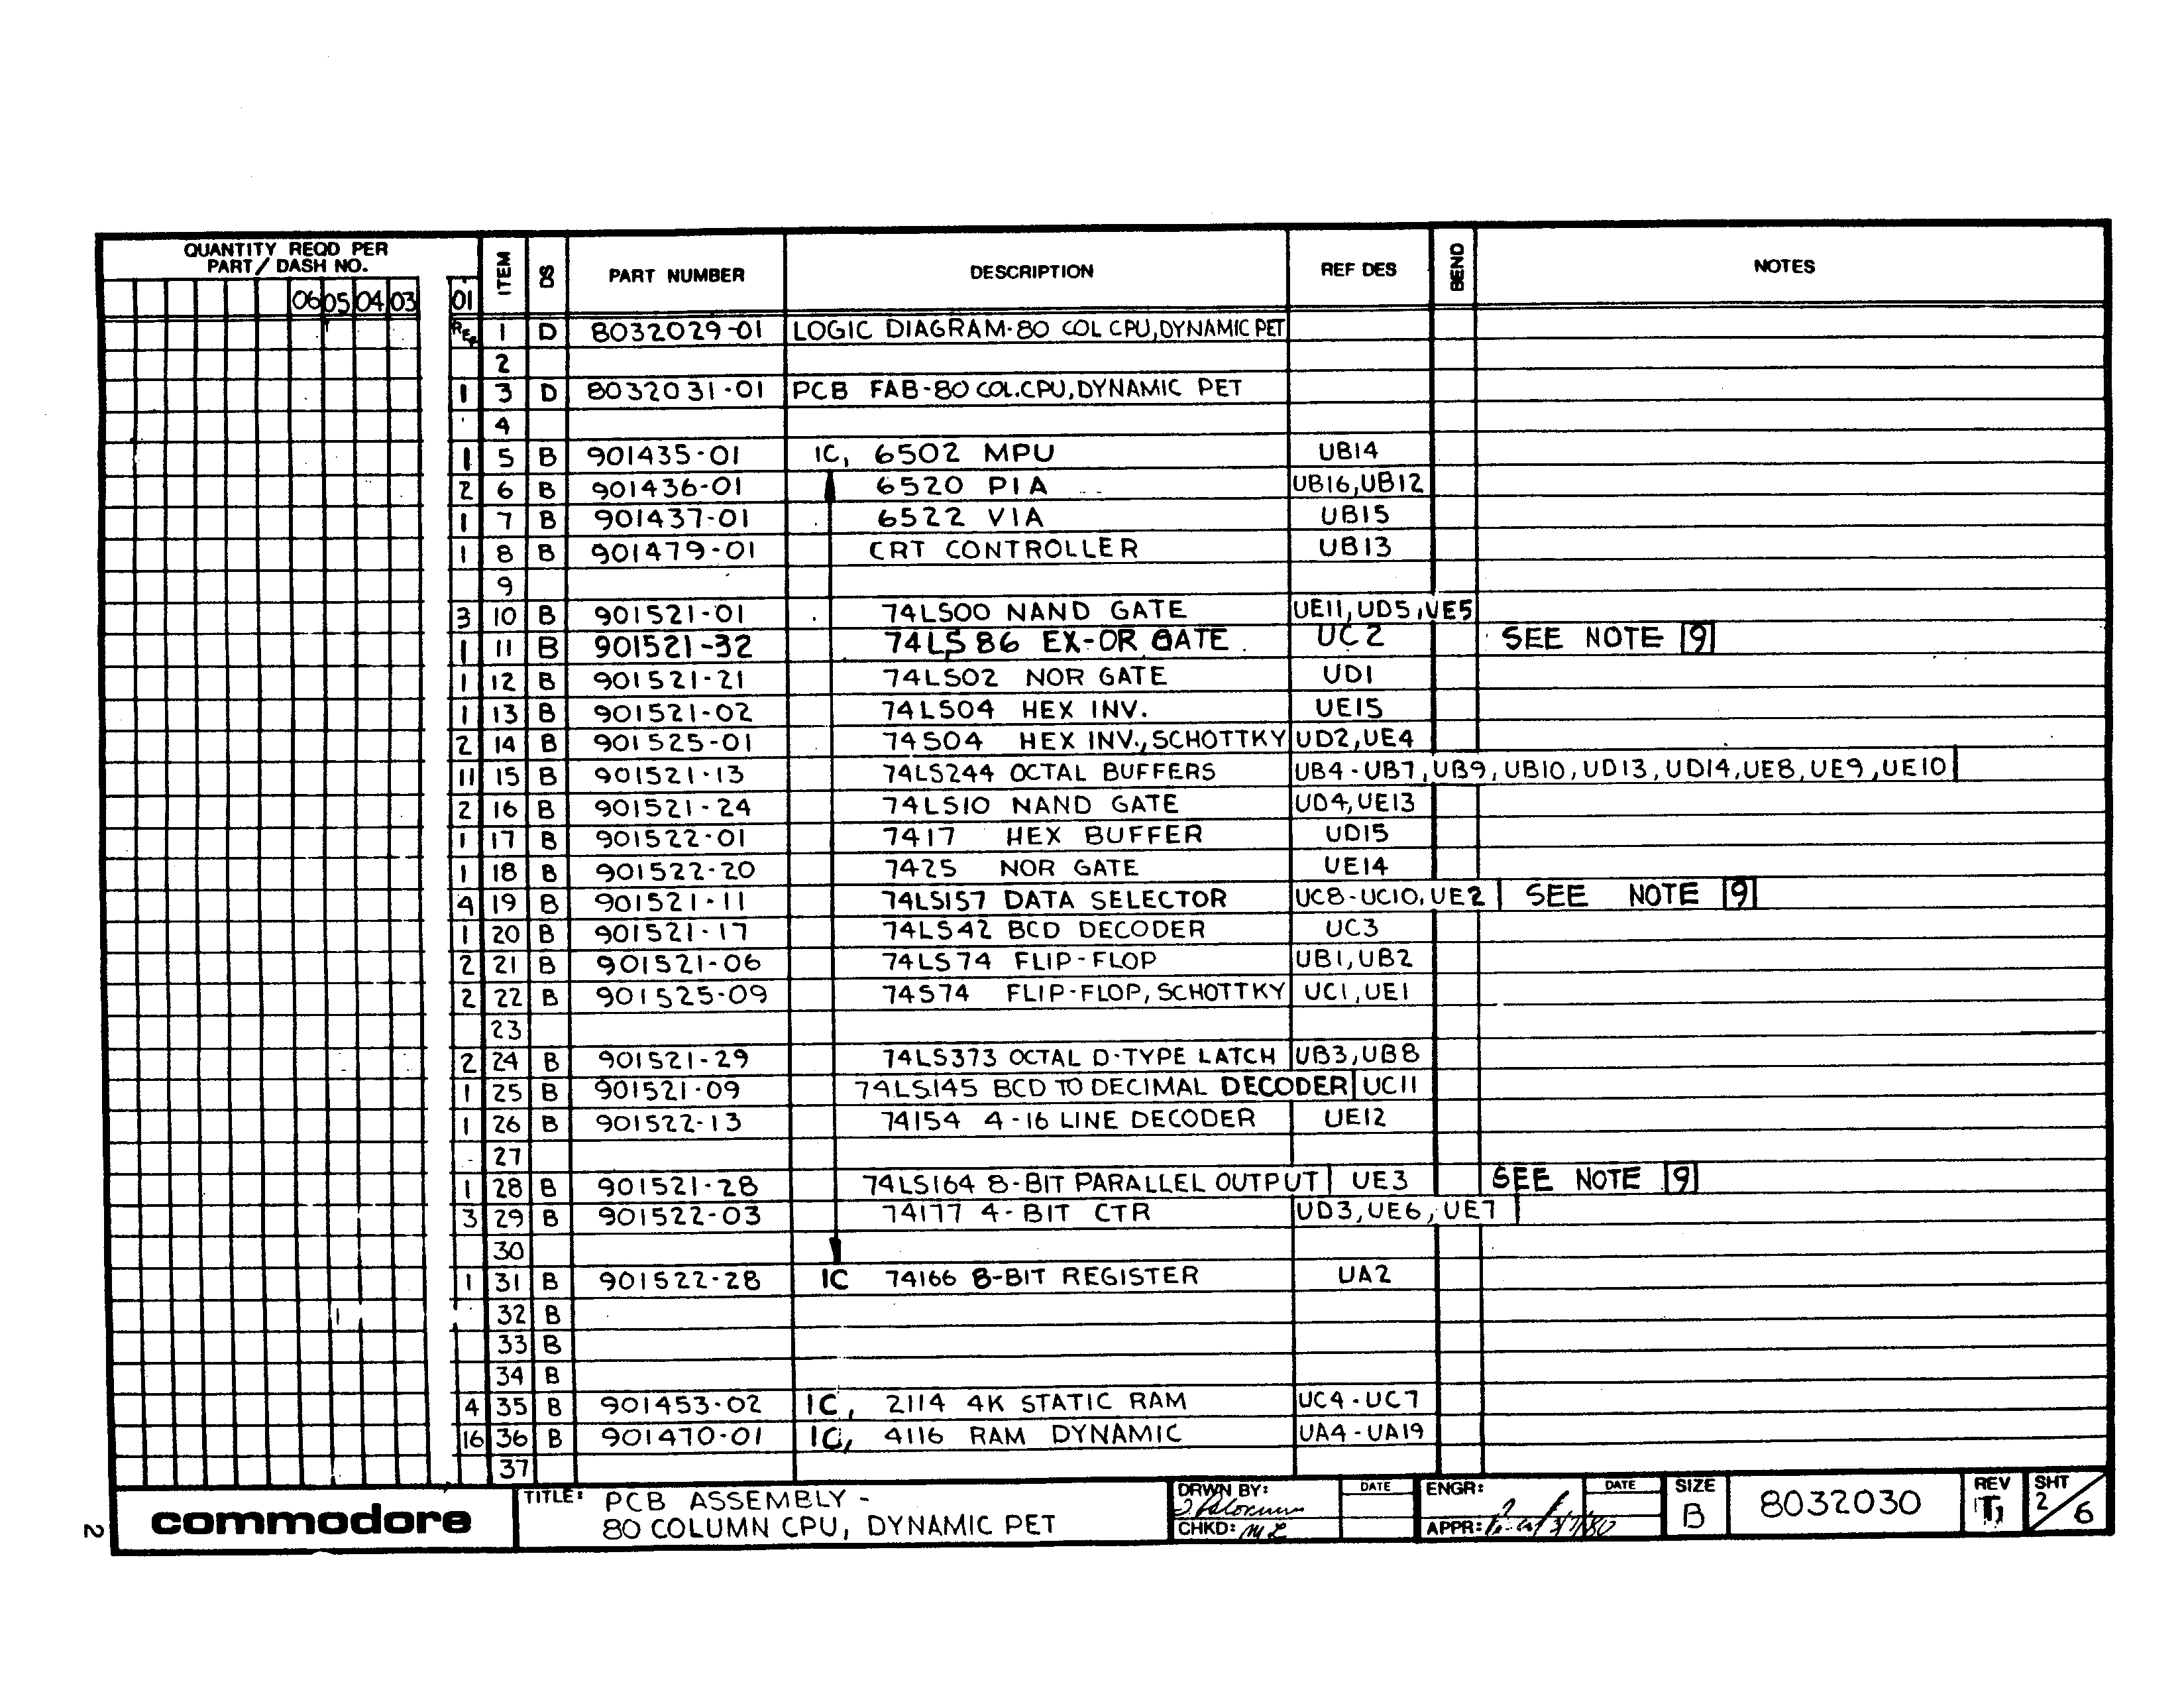 QUANTITY REQD PER
PART / DASH NO.
06 05 04 03 01 ITEM DS PART NUMBER DESCRIPTION REF DES BEND NOTES
REF 1 D 8032029-01 LOGIC DIAGRAM-80 COL CPU, DYNAMIC PET
2
1 3 D 8032031-01 PCB FAB-80 COL.CPU, DYNAMIC PET
4
1 5 B 901435-01 IC, 6502 MPU UB14
2 6 B 901436-01 6520 PIA UB16, UB12
1 7 B 901437-01 6522 VIA UB15
1 8 B 901479-01 CRT CONTROLLER UB13
9
3 10 B 901521-01 74LS00 NAND GATE UE11, UD5, UE5
1 11 B 901521-32 74LS86 EX-OR GATE UC2 SEE NOTE 9
1 12 B 901521-21 74LS02 NOR GATE UD1
1 13 B 901521-02 74LS04 HEX INV. UE15
2 14 B 901525-01 74S04 HEX INV., SCHOTTKY UD2, UE4
11 15 B 901521-13 74LS244 OCTAL BUFFERS UB4-UB7, UB9, UB10, UD13, UD14, UE8, UE9, UE10
2 16 B 901521-24 74LS10 NAND GATE UD4, UE13
1 17 B 901522-01 7417 HEX BUFFER UD15
1 18 B 901522-20 7425 NOR GATE UE14
4 19 B 901521-11 74LS157 DATA SELECTOR UC8-UC10, UE2 SEE NOTE 9
1 20 B 901521-17 74LS42 BCD DECODER UC3
2 21 B 901521-06 74LS74 FLIP-FLOP UB1, UB2
2 22 B 901525-09 74S74 FLIP-FLOP, SCHOTTKY UC1, UE1
23
2 24 B 901521-29 74LS373 OCTAL D-TYPE LATCH UB3, UB8
1 25 B 901521-09 74LS145 BCD TO DECIMAL DECODER UC11
1 26 B 901522-13 74154 4-16 LINE DECODER UE12
27
1 28 B 901521-28 74LS164 8-BIT PARALLEL OUTPUT UE3 SEE NOTE 9
3 29 B 901522-03 74177 4-BIT CTR UD3, UE6, UE7
30
1 31 B 901522-28 IC 74166 8-BIT REGISTER UA2
32 B
33 B
34 B
4 35 B 901453-02 IC, 2114 4K STATIC RAM UC4-UC7
16 36 B 901470-01 IC, 4116 RAM DYNAMIC UA4-UA19
37
commodore
TITLE: PCB ASSEMBLY -
80 COLUMN CPU, DYNAMIC PET
DRWN BY: DATE
CHKD:
ENGR: DATE
APPR:
SIZE B
8032030
REV
SHT 2/6
2